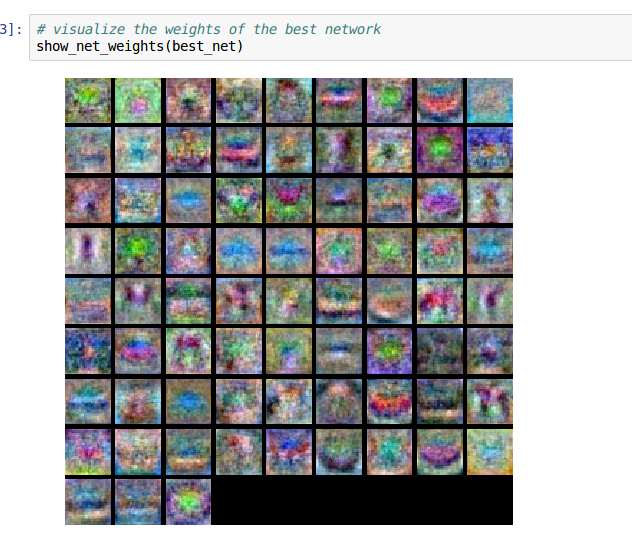 3]: # visualize the weights of the best network
show_net_weights(best_net)